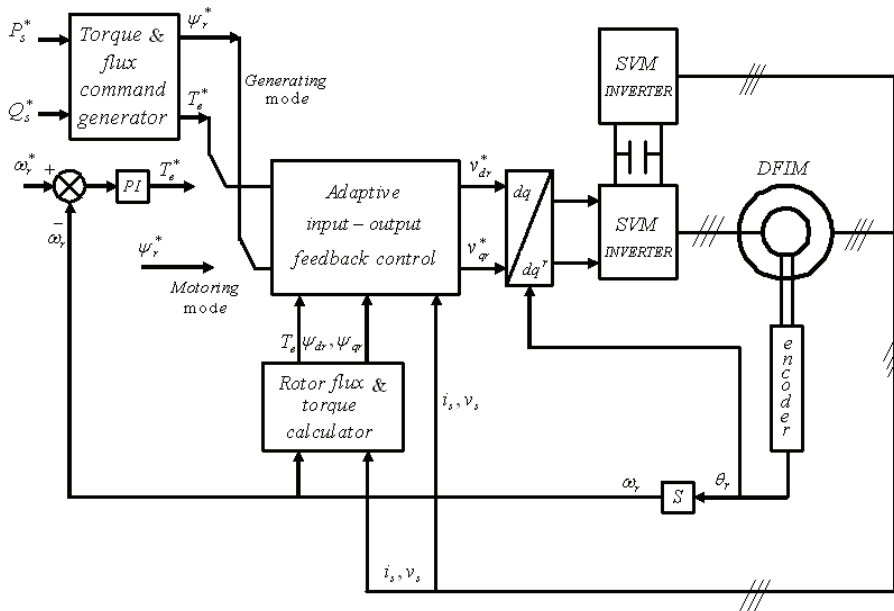 P_s^*
Q_s^*
Torque &
flux
command
generator
ψ_r^*
T_e^*
Generating
mode
ω_r^*
+
−
ω_r
PI
T_e^*
ψ_r^*
Motoring
mode
Adaptive
input – output
feedback control
v_dr^*
v_qr^*
dq
dq^r
SVM
INVERTER
SVM
INVERTER
DFIM
encoder
T_e
ψ_dr, ψ_qr
Rotor flux &
torque
calculator
i_s, v_s
ω_r
S
θ_r
i_s, v_s